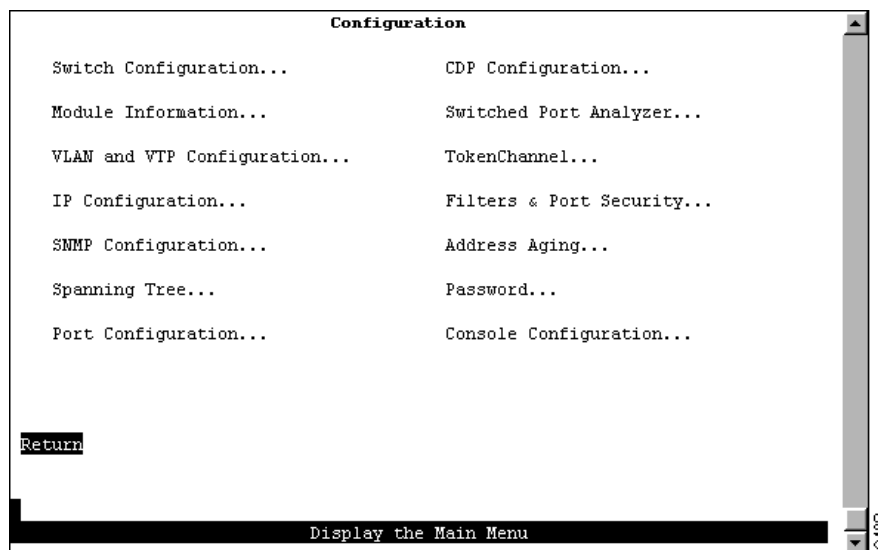 Configuration
Switch Configuration...
CDP Configuration...
Module Information...
Switched Port Analyzer...
VLAN and VTP Configuration...
TokenChannel...
IP Configuration...
Filters & Port Security...
SNMP Configuration...
Address Aging...
Spanning Tree...
Password...
Port Configuration...
Console Configuration...
Return
Display the Main Menu